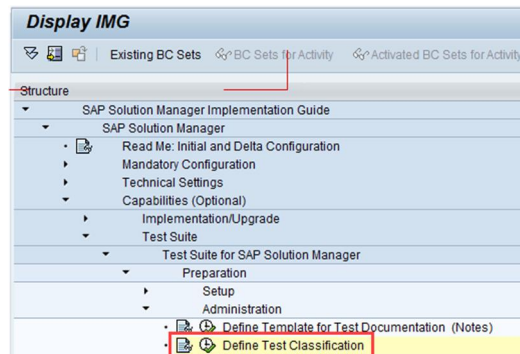 Display IMG
Existing BC Sets BC Sets for Activity Activated BC Sets for Activity
Structure
SAP Solution Manager Implementation Guide
SAP Solution Manager
Read Me: Initial and Delta Configuration
Mandatory Configuration
Technical Settings
Capabilities (Optional)
Implementation/Upgrade
Test Suite
Test Suite for SAP Solution Manager
Preparation
Setup
Administration
Define Template for Test Documentation (Notes)
Define Test Classification